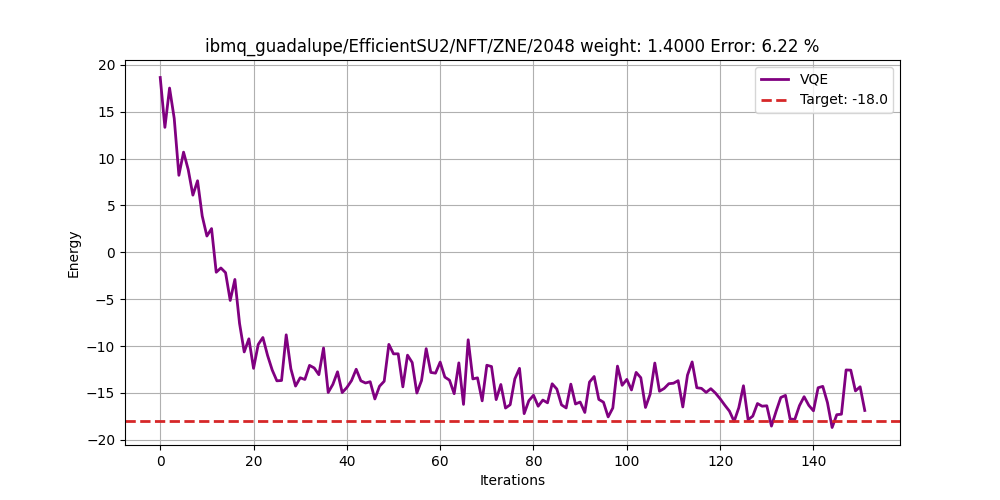 ibmq_guadalupe/EfficientSU2/NFT/ZNE/2048 weight: 1.4000 Error: 6.22 %
VQE
Target: -18.0
20
15
10
5
0
−5
−10
−15
−20
Energy
0 20 40 60 80 100 120 140
Iterations